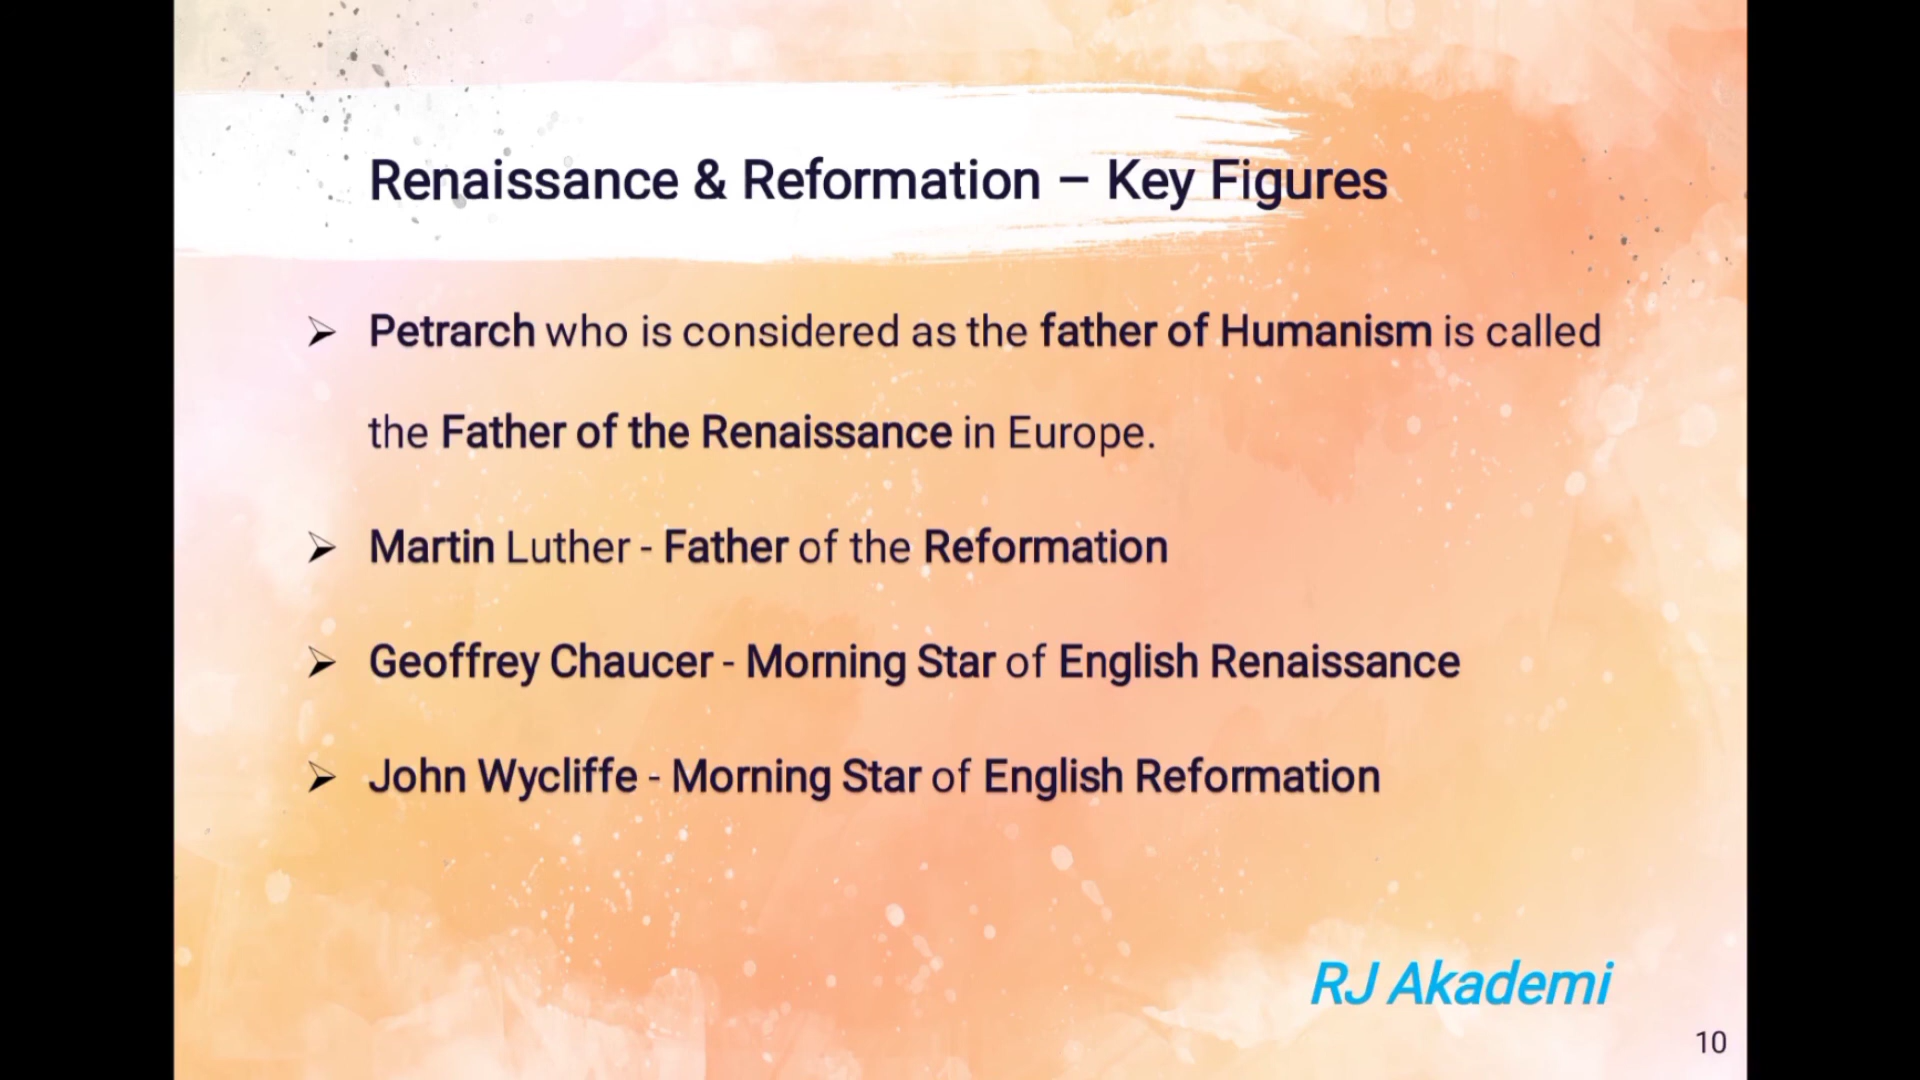 Renaissance & Reformation – Key Figures
➢ Petrarch who is considered as the father of Humanism is called
the Father of the Renaissance in Europe.
➢ Martin Luther - Father of the Reformation
➢ Geoffrey Chaucer - Morning Star of English Renaissance
➢ John Wycliffe - Morning Star of English Reformation
RJ Akademi
10